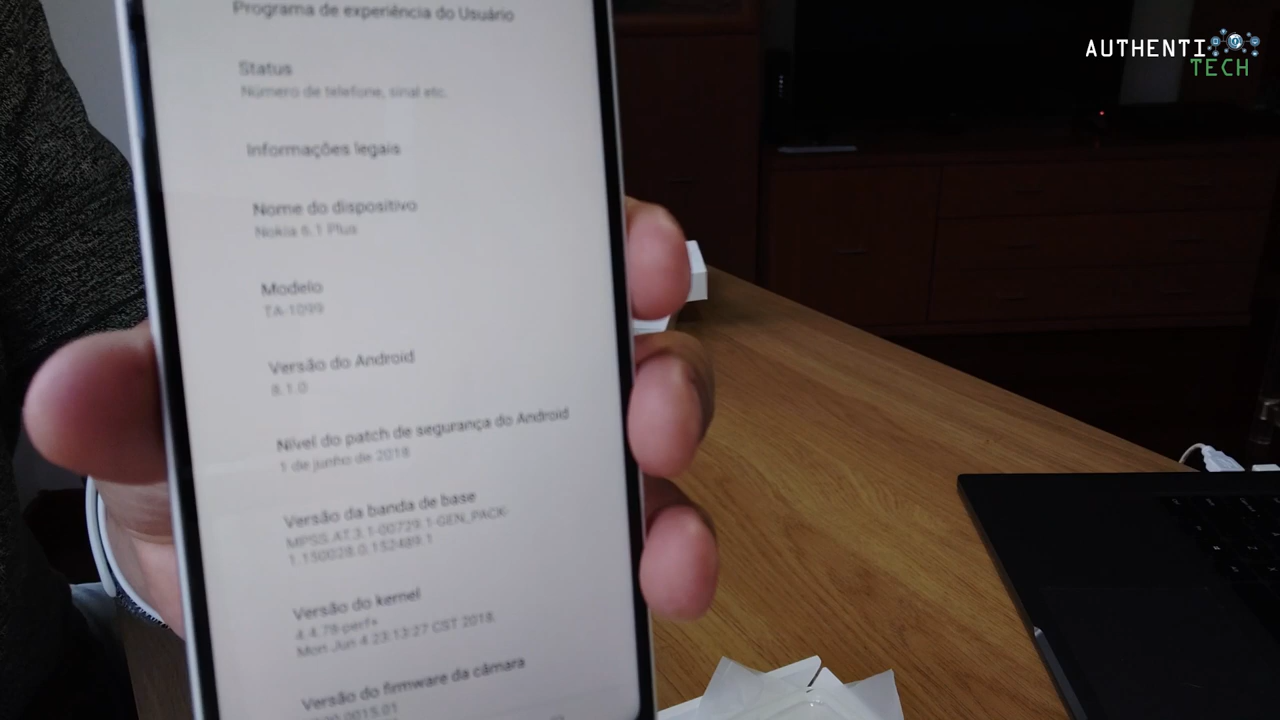 AUTHENTI
TECH
Programa de experiência do Usuário
Status
Número de telefone, sinal etc.
Informações legais
Nome do dispositivo
Nokia 6.1 Plus
Modelo
TA-1099
Versão do Android
8.1.0
Nível do patch de segurança do Android
1 de junho de 2018
Versão da banda de base
MPSS.AT.3.1-00729.1-GEN_PACK-
1.150028.0.152489.1
Versão do kernel
4.4.78-perf+
Mon Jun 4 23:13:27 CST 2018
Versão do firmware da câmara